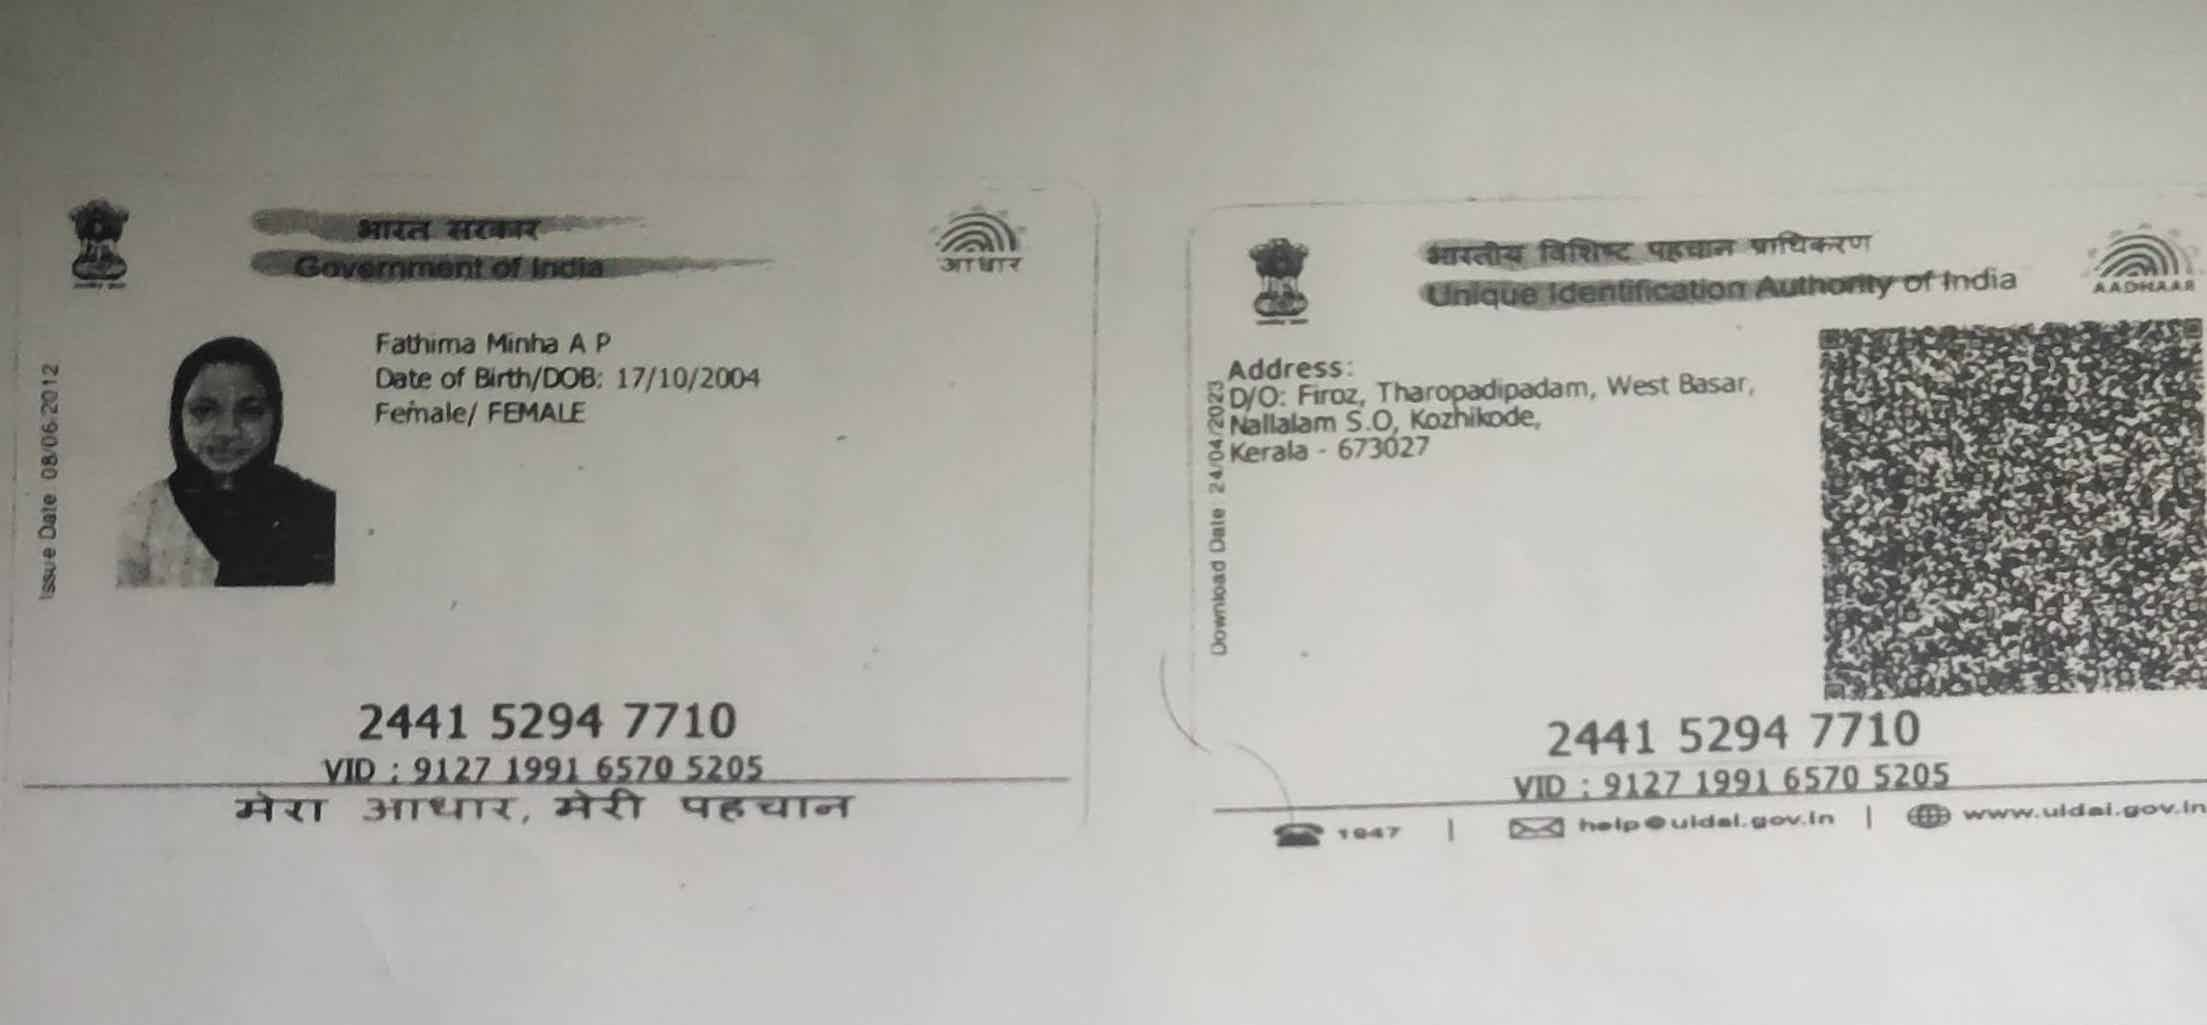 भारत सरकार
Government of India
आधार
Issue Date: 08/06/2012
Fathima Minha A P
Date of Birth/DOB: 17/10/2004
Female/ FEMALE
2441 5294 7710
VID : 9127 1991 6570 5205
मेरा आधार, मेरी पहचान
भारतीय विशिष्ट पहचान प्राधिकरण
Unique Identification Authority of India
AADHAAR
Download Date: 24/04/2023
Address:
D/O: Firoz, Tharopadipadam, West Basar,
Nallalam S.O, Kozhikode,
Kerala - 673027
2441 5294 7710
VID : 9127 1991 6570 5205
1947 | help@uidai.gov.in | www.uidai.gov.in